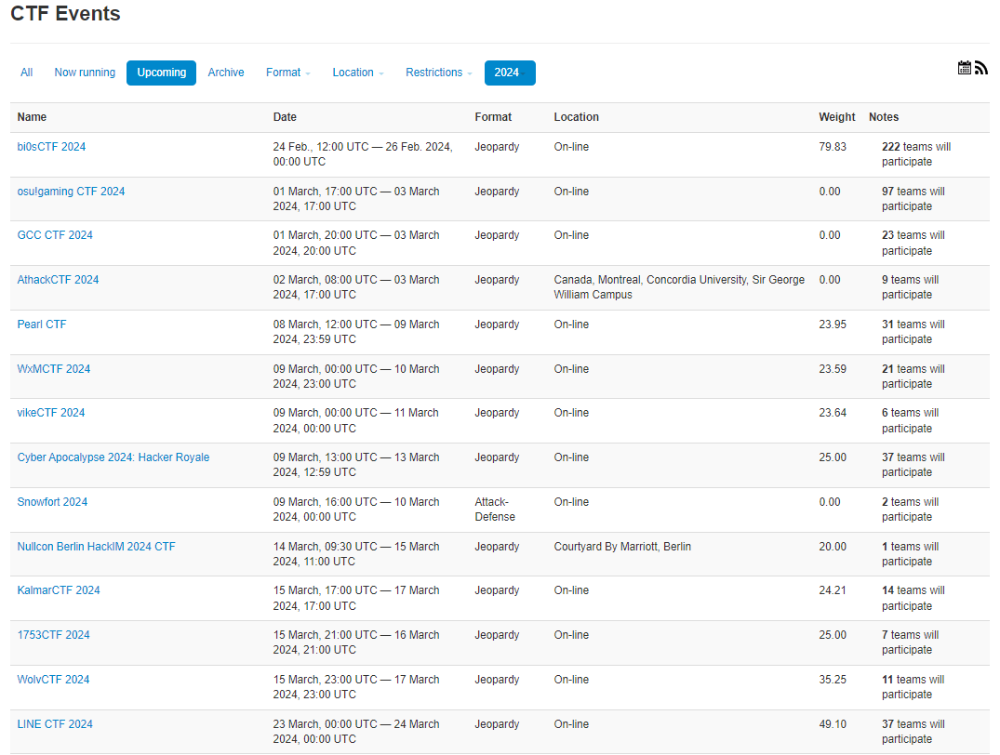 CTF Events
All Now running Upcoming Archive Format Location Restrictions 2024
Name Date Format Location Weight Notes
bi0sCTF 2024 24 Feb., 12:00 UTC — 26 Feb. 2024, Jeopardy On-line 79.83 222 teams will
00:00 UTC participate
osu!gaming CTF 2024 01 March, 17:00 UTC — 03 March Jeopardy On-line 0.00 97 teams will
2024, 17:00 UTC participate
GCC CTF 2024 01 March, 20:00 UTC — 03 March Jeopardy On-line 0.00 23 teams will
2024, 20:00 UTC participate
AthackCTF 2024 02 March, 08:00 UTC — 03 March Jeopardy Canada, Montreal, Concordia University, Sir George 0.00 9 teams will
2024, 17:00 UTC William Campus participate
Pearl CTF 08 March, 12:00 UTC — 09 March Jeopardy On-line 23.95 31 teams will
2024, 23:59 UTC participate
WxMCTF 2024 09 March, 00:00 UTC — 10 March Jeopardy On-line 23.59 21 teams will
2024, 23:00 UTC participate
vikeCTF 2024 09 March, 00:00 UTC — 11 March Jeopardy On-line 23.64 6 teams will
2024, 00:00 UTC participate
Cyber Apocalypse 2024: Hacker Royale 09 March, 13:00 UTC — 13 March Jeopardy On-line 25.00 37 teams will
2024, 12:59 UTC participate
Snowfort 2024 09 March, 16:00 UTC — 10 March Attack- On-line 0.00 2 teams will
2024, 00:00 UTC Defense participate
Nullcon Berlin HackIM 2024 CTF 14 March, 09:30 UTC — 15 March Jeopardy Courtyard By Marriott, Berlin 20.00 1 teams will
2024, 11:00 UTC participate
KalmarCTF 2024 15 March, 17:00 UTC — 17 March Jeopardy On-line 24.21 14 teams will
2024, 17:00 UTC participate
1753CTF 2024 15 March, 21:00 UTC — 16 March Jeopardy On-line 25.00 7 teams will
2024, 21:00 UTC participate
WolvCTF 2024 15 March, 23:00 UTC — 17 March Jeopardy On-line 35.25 11 teams will
2024, 23:00 UTC participate
LINE CTF 2024 23 March, 00:00 UTC — 24 March Jeopardy On-line 49.10 37 teams will
2024, 00:00 UTC participate